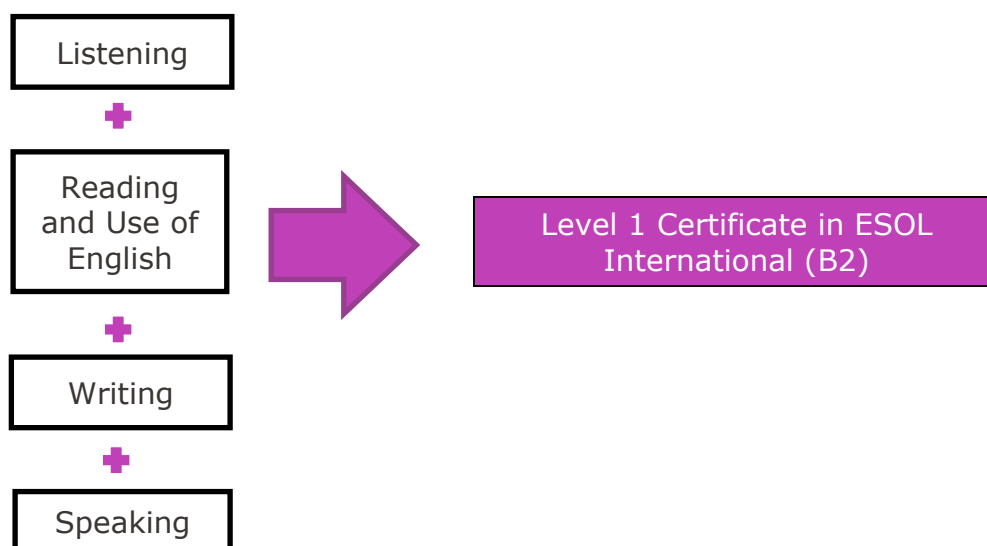 Listening
Reading
and Use of
English
Level 1 Certificate in ESOL
International (B2)
Writing
Speaking